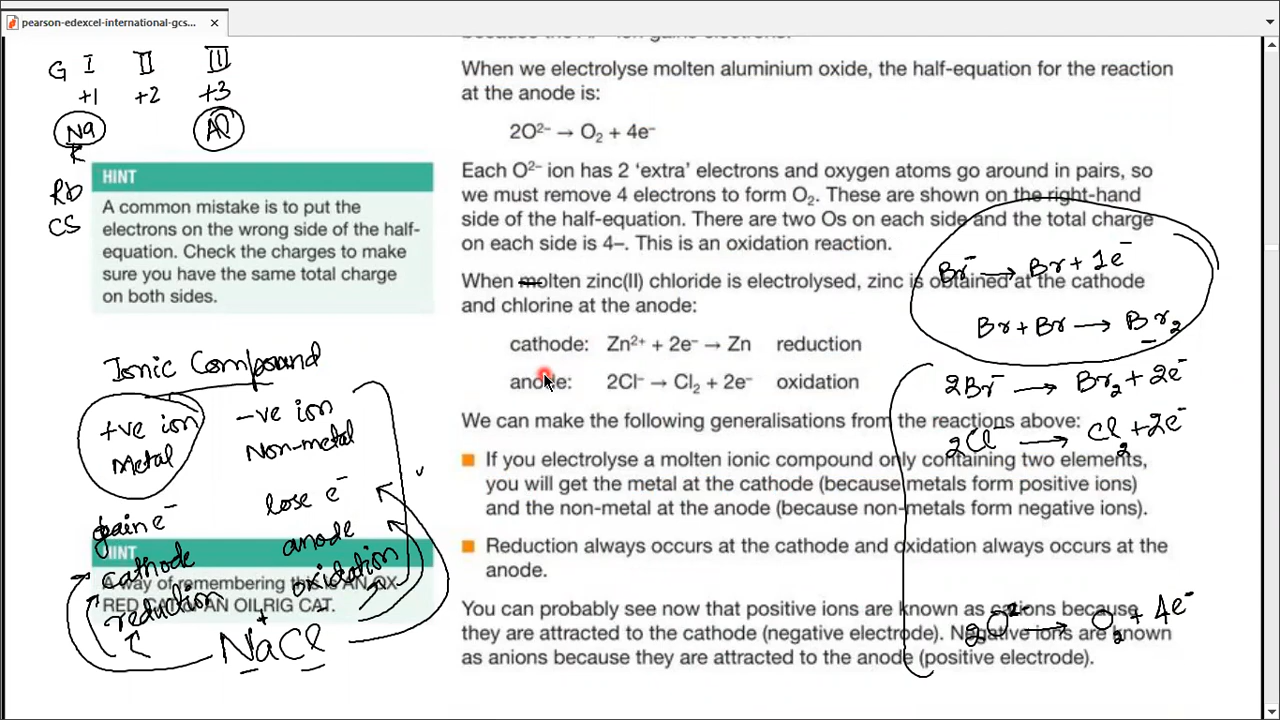 pearson-edexcel-international-gcs...
G I II III
+1 +2 +3
Na Al
K
Rb
CS
HINT
A common mistake is to put the
electrons on the wrong side of the half-
equation. Check the charges to make
sure you have the same total charge
on both sides.
Ionic Compound
+ve ion -ve ion
Metal Non-metal
gain e⁻ lose e⁻
cathode anode
reduction oxidation
Na⁺Cl⁻
HINT
A way of remembering this is AN OX
RED CAT AN OILRIG CAT.
When we electrolyse molten aluminium oxide, the half-equation for the reaction
at the anode is:
2O²⁻ → O₂ + 4e⁻
Each O²⁻ ion has 2 ‘extra’ electrons and oxygen atoms go around in pairs, so
we must remove 4 electrons to form O₂. These are shown on the right-hand
side of the half-equation. There are two Os on each side and the total charge
on each side is 4–. This is an oxidation reaction.
When molten zinc(II) chloride is electrolysed, zinc is obtained at the cathode
and chlorine at the anode:
cathode: Zn²⁺ + 2e⁻ → Zn reduction
anode: 2Cl⁻ → Cl₂ + 2e⁻ oxidation
We can make the following generalisations from the reactions above:
If you electrolyse a molten ionic compound only containing two elements,
you will get the metal at the cathode (because metals form positive ions)
and the non-metal at the anode (because non-metals form negative ions).
Reduction always occurs at the cathode and oxidation always occurs at the
anode.
You can probably see now that positive ions are known as cations because
they are attracted to the cathode (negative electrode). Negative ions are known
as anions because they are attracted to the anode (positive electrode).
Br⁻ → Br + 1e⁻
Br + Br → Br₂
2Br⁻ → Br₂ + 2e⁻
2Cl⁻ → Cl₂ + 2e⁻
2O²⁻ → O₂ + 4e⁻